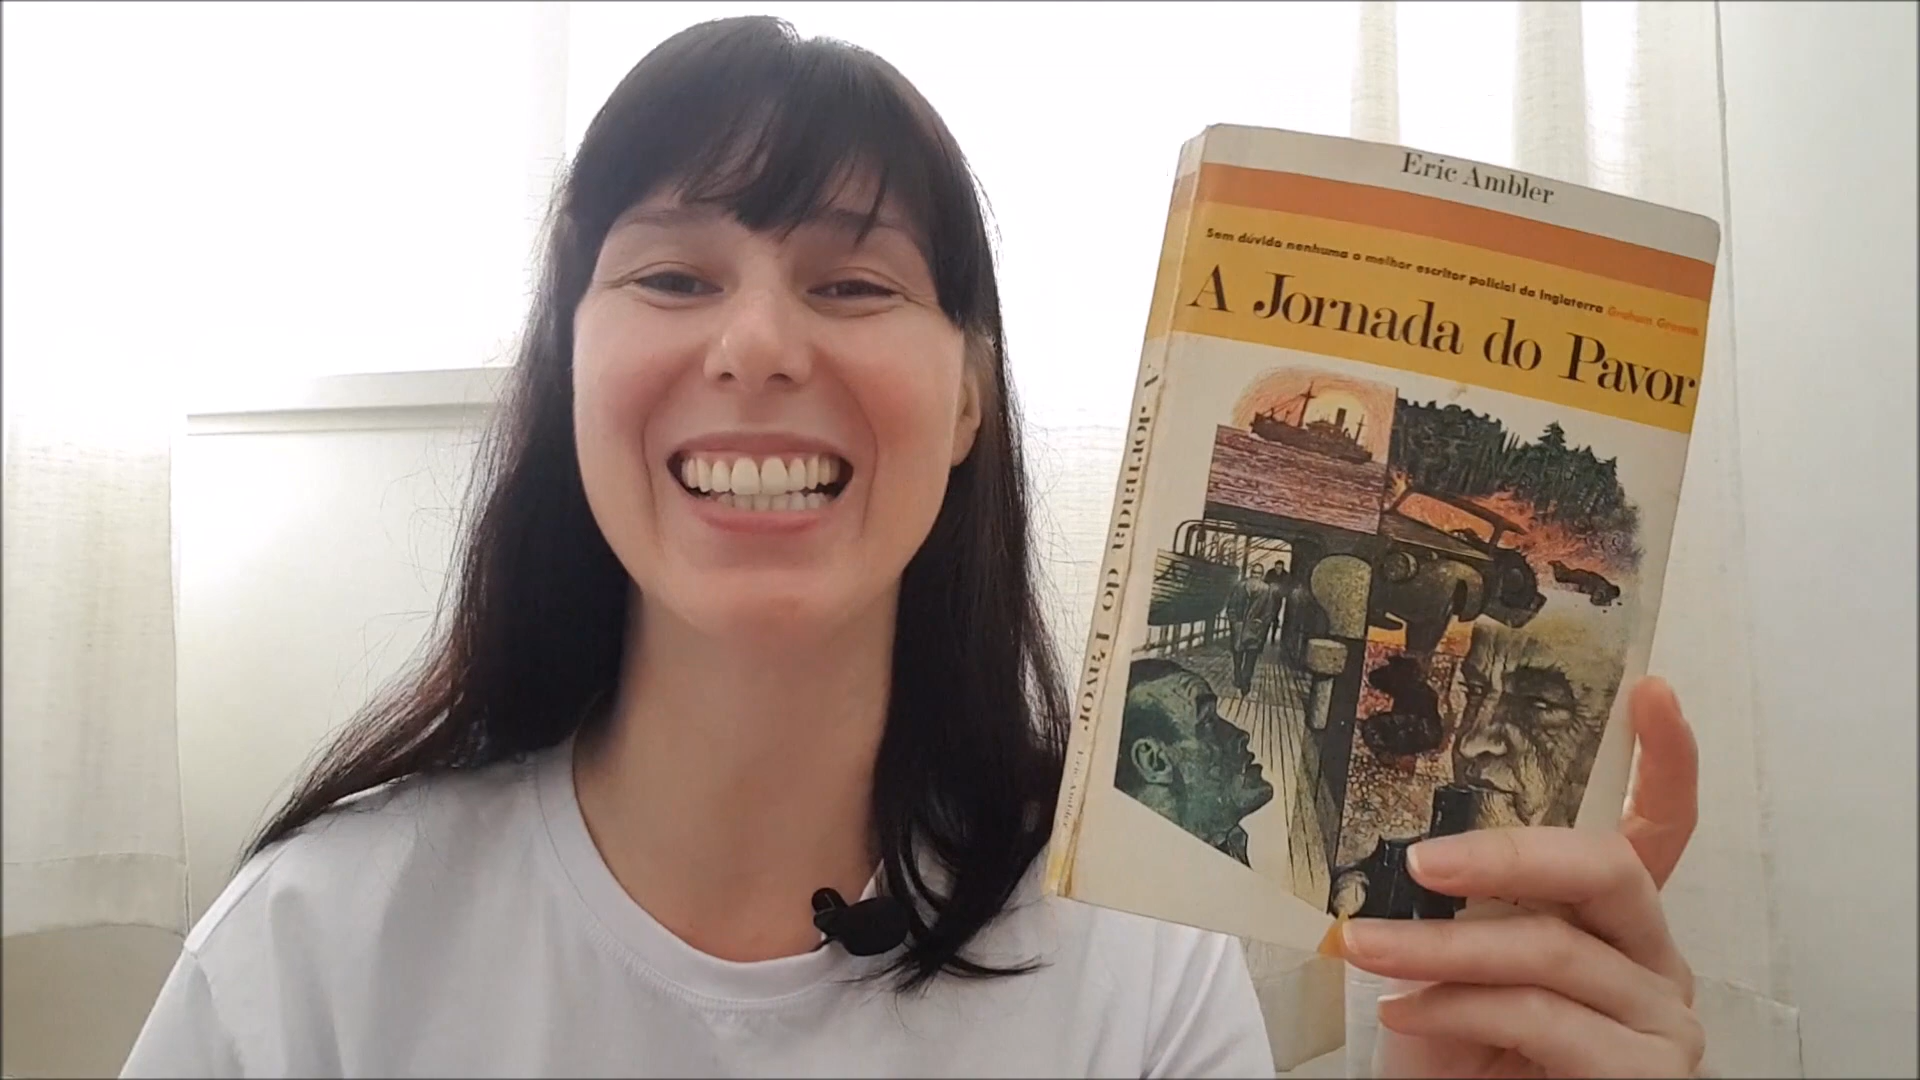 Eric Ambler
Sem dúvida nenhuma o melhor escritor policial da Inglaterra Graham Greene
A Jornada do Pavor
A Jornada do Pavor Eric Ambler